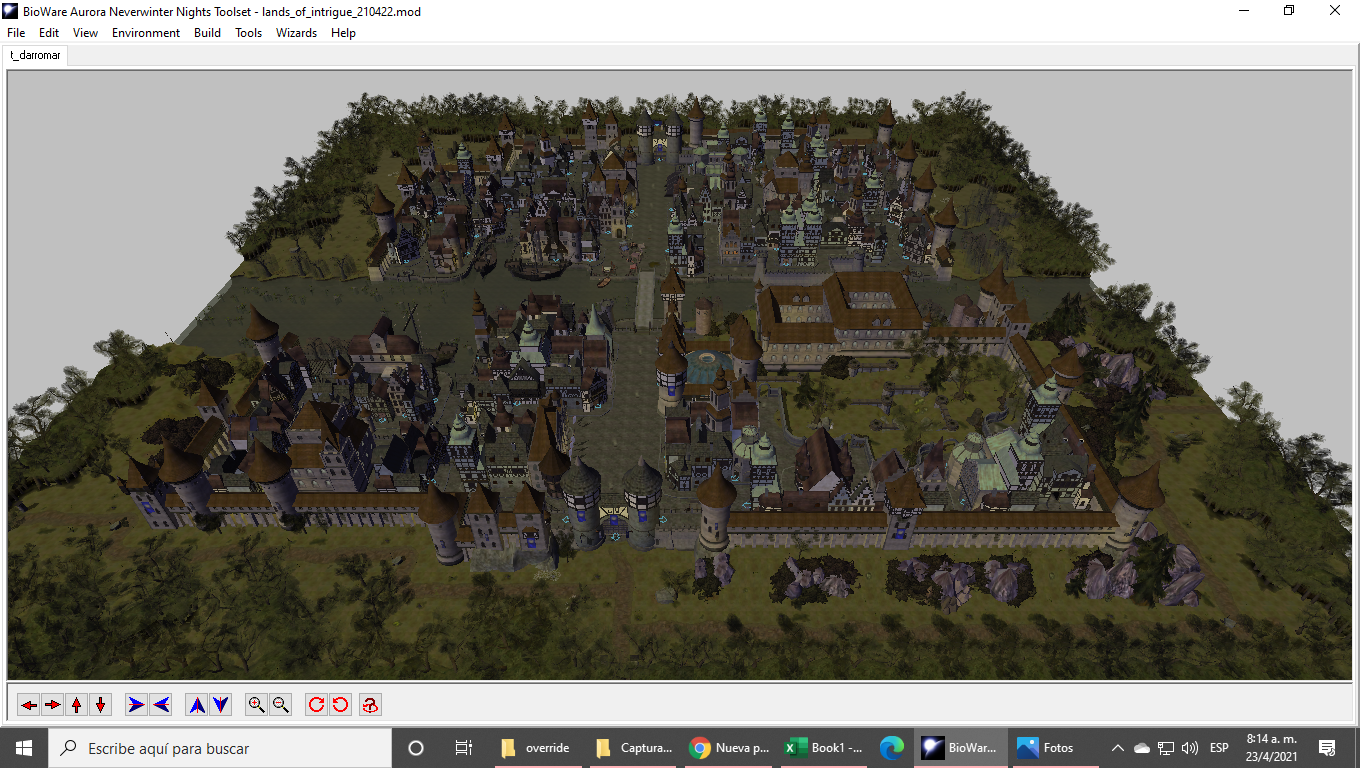 BioWare Aurora Neverwinter Nights Toolset - lands_of_intrigue_210422.mod
File Edit View Environment Build Tools Wizards Help
t_darromar
Escribe aquí para buscar
override
Captura...
Nueva p...
Book1 -...
BioWar...
Fotos
ESP
8:14 a. m.
23/4/2021